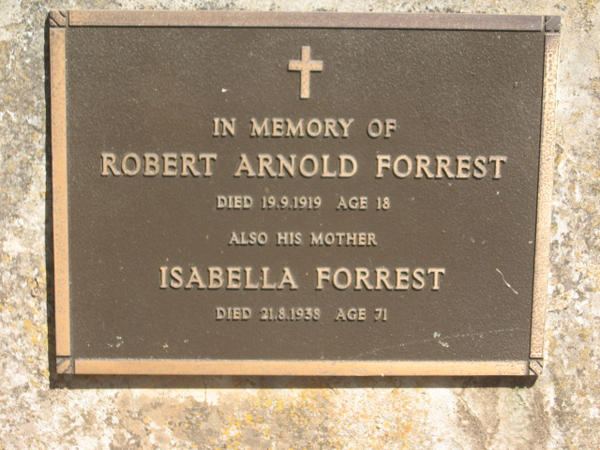 IN MEMORY OF
ROBERT ARNOLD FORREST
DIED 19.9.1919 AGE 18
ALSO HIS MOTHER
ISABELLA FORREST
DIED 21.8.1938 AGE 71